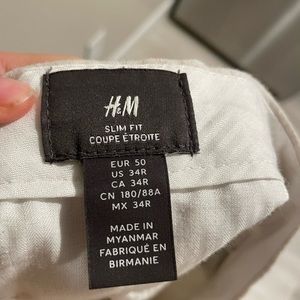 H&M
SLIM FIT
COUPE ÉTROITE
EUR 50
US 34R
CA 34R
CN 180/88A
MX 34R
MADE IN
MYANMAR
FABRIQUÉ EN
BIRMANIE